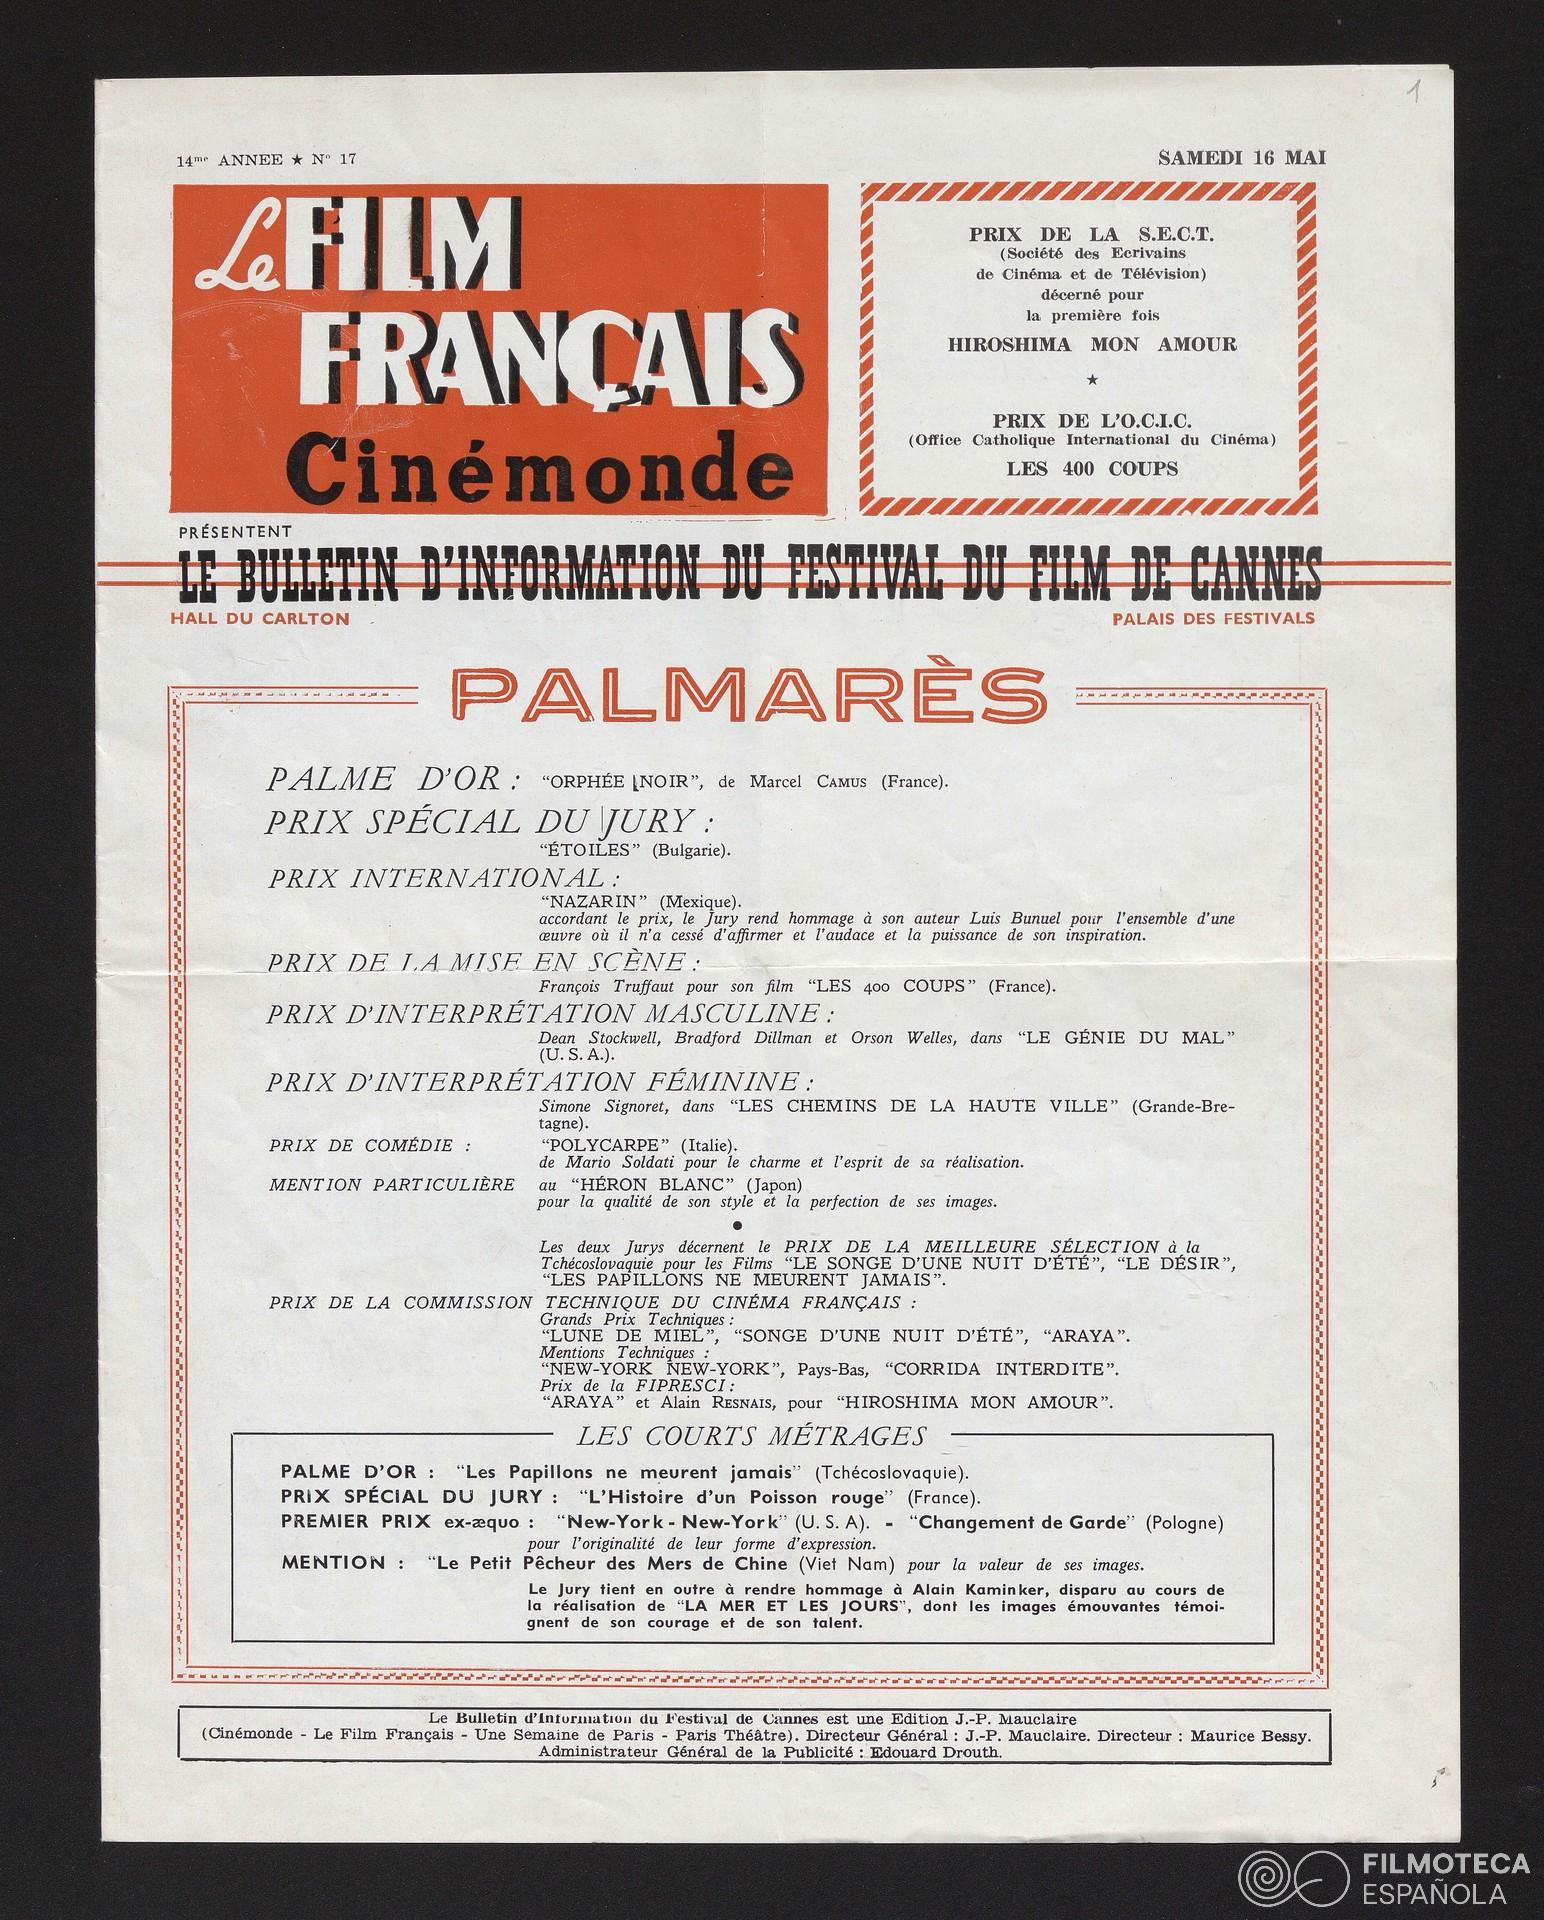 1
14me ANNEE ★ N° 17
SAMEDI 16 MAI
Le FILM
FRANÇAIS
Cinémonde
PRIX DE LA S.E.C.T.
(Société des Ecrivains
de Cinéma et de Télévision)
décerné pour
la première fois
HIROSHIMA MON AMOUR
★
PRIX DE L'O.C.I.C.
(Office Catholique International du Cinéma)
LES 400 COUPS
PRÉSENTENT
LE BULLETIN D'INFORMATION DU FESTIVAL DU FILM DE CANNES
HALL DU CARLTON
PALAIS DES FESTIVALS
PALMARÈS
PALME D'OR : “ORPHÉE NOIR”, de Marcel CAMUS (France).
PRIX SPÉCIAL DU JURY :
“ÉTOILES” (Bulgarie).
PRIX INTERNATIONAL :
“NAZARIN” (Mexique).
accordant le prix, le Jury rend hommage à son auteur Luis Bunuel pour l'ensemble d'une
œuvre où il n'a cessé d'affirmer et l'audace et la puissance de son inspiration.
PRIX DE LA MISE EN SCÈNE :
François Truffaut pour son film “LES 400 COUPS” (France).
PRIX D'INTERPRÉTATION MASCULINE :
Dean Stockwell, Bradford Dillman et Orson Welles, dans “LE GÉNIE DU MAL”
(U. S. A.).
PRIX D'INTERPRÉTATION FÉMININE :
Simone Signoret, dans “LES CHEMINS DE LA HAUTE VILLE” (Grande-Bre-
tagne).
PRIX DE COMÉDIE : “POLYCARPE” (Italie).
de Mario Soldati pour le charme et l'esprit de sa réalisation.
MENTION PARTICULIÈRE au “HÉRON BLANC” (Japon)
pour la qualité de son style et la perfection de ses images.
●
Les deux Jurys décernent le PRIX DE LA MEILLEURE SÉLECTION à la
Tchécoslovaquie pour les Films “LE SONGE D'UNE NUIT D'ÉTÉ”, “LE DÉSIR”,
“LES PAPILLONS NE MEURENT JAMAIS”.
PRIX DE LA COMMISSION TECHNIQUE DU CINÉMA FRANÇAIS :
Grands Prix Techniques :
“LUNE DE MIEL”, “SONGE D'UNE NUIT D'ÉTÉ”, “ARAYA”.
Mentions Techniques :
“NEW-YORK NEW-YORK”, Pays-Bas, “CORRIDA INTERDITE”.
Prix de la FIPRESCI :
“ARAYA” et Alain RESNAIS, pour “HIROSHIMA MON AMOUR”.
LES COURTS MÉTRAGES
PALME D'OR : “Les Papillons ne meurent jamais” (Tchécoslovaquie).
PRIX SPÉCIAL DU JURY : “L'Histoire d'un Poisson rouge” (France).
PREMIER PRIX ex-æquo : “New-York - New-York” (U. S. A). - “Changement de Garde” (Pologne)
pour l'originalité de leur forme d'expression.
MENTION : “Le Petit Pêcheur des Mers de Chine (Viet Nam) pour la valeur de ses images.
Le Jury tient en outre à rendre hommage à Alain Kaminker, disparu au cours de
la réalisation de “LA MER ET LES JOURS”, dont les images émouvantes témoi-
gnent de son courage et de son talent.
Le Bulletin d'Information du Festival de Cannes est une Edition J.-P. Mauclaire
(Cinémonde - Le Film Français - Une Semaine de Paris - Paris Théâtre). Directeur Général : J.-P. Mauclaire. Directeur : Maurice Bessy.
Administrateur Général de la Publicité : Edouard Drouth.
FILMOTECA
ESPAÑOLA